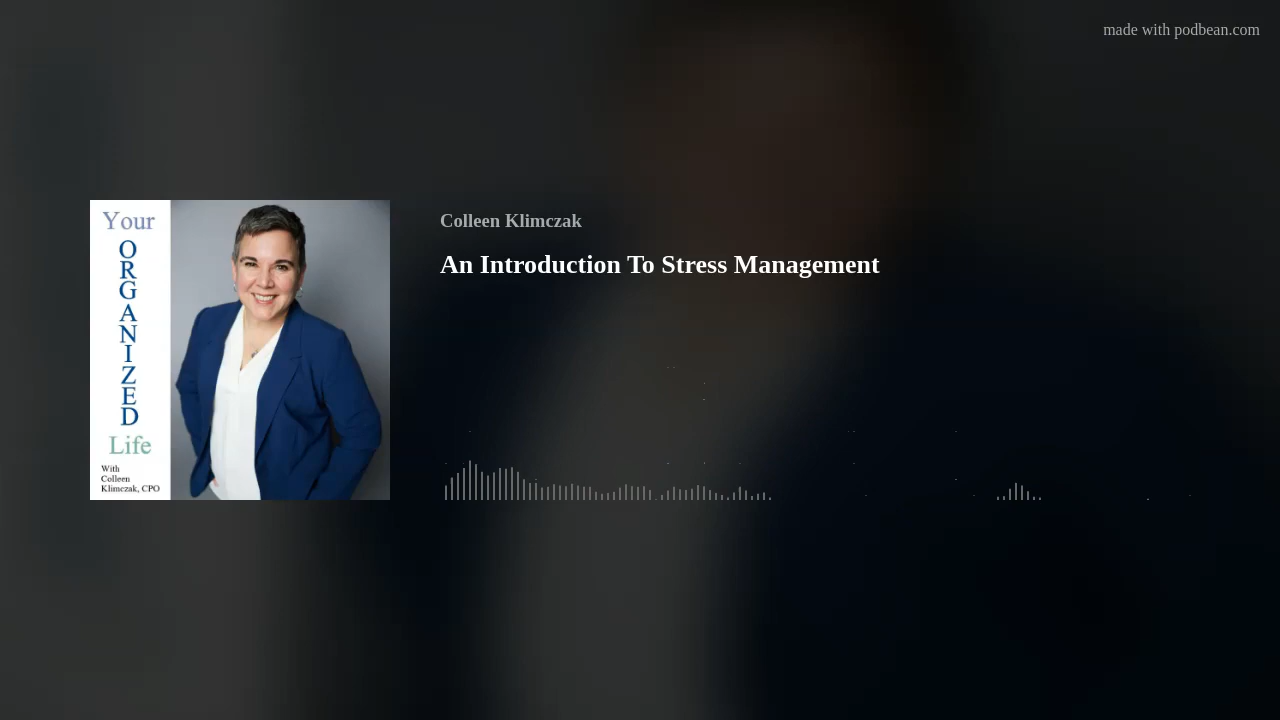 made with podbean.com
Your
ORGANIZED
Life
With
Colleen
Klimczak, CPO
Colleen Klimczak
An Introduction To Stress Management